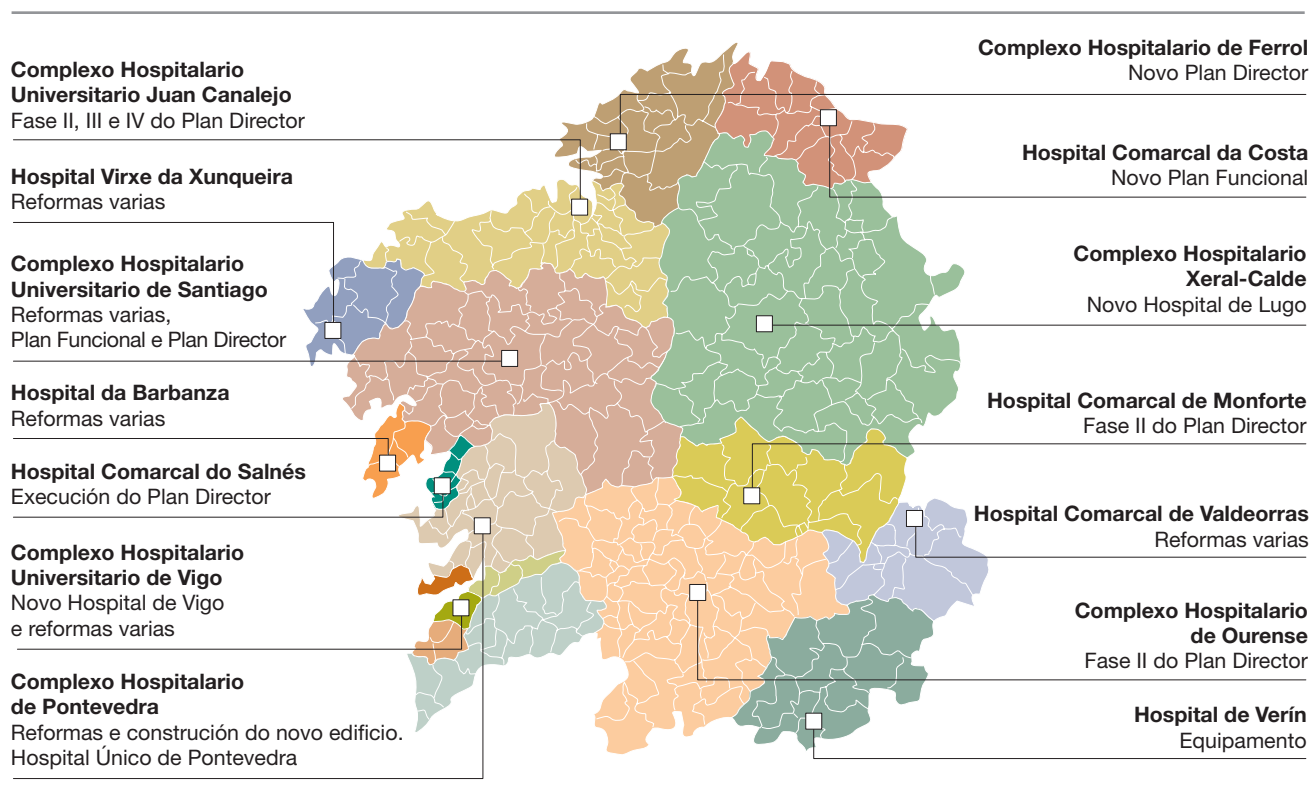 Complexo Hospitalario
Universitario Juan Canalejo
Fase II, III e IV do Plan Director
Hospital Virxe da Xunqueira
Reformas varias
Complexo Hospitalario
Universitario de Santiago
Reformas varias,
Plan Funcional e Plan Director
Hospital da Barbanza
Reformas varias
Hospital Comarcal do Salnés
Execución do Plan Director
Complexo Hospitalario
Universitario de Vigo
Novo Hospital de Vigo
e reformas varias
Complexo Hospitalario
de Pontevedra
Reformas e construción do novo edificio.
Hospital Único de Pontevedra
Complexo Hospitalario de Ferrol
Novo Plan Director
Hospital Comarcal da Costa
Novo Plan Funcional
Complexo Hospitalario
Xeral-Calde
Novo Hospital de Lugo
Hospital Comarcal de Monforte
Fase II do Plan Director
Hospital Comarcal de Valdeorras
Reformas varias
Complexo Hospitalario
de Ourense
Fase II do Plan Director
Hospital de Verín
Equipamento